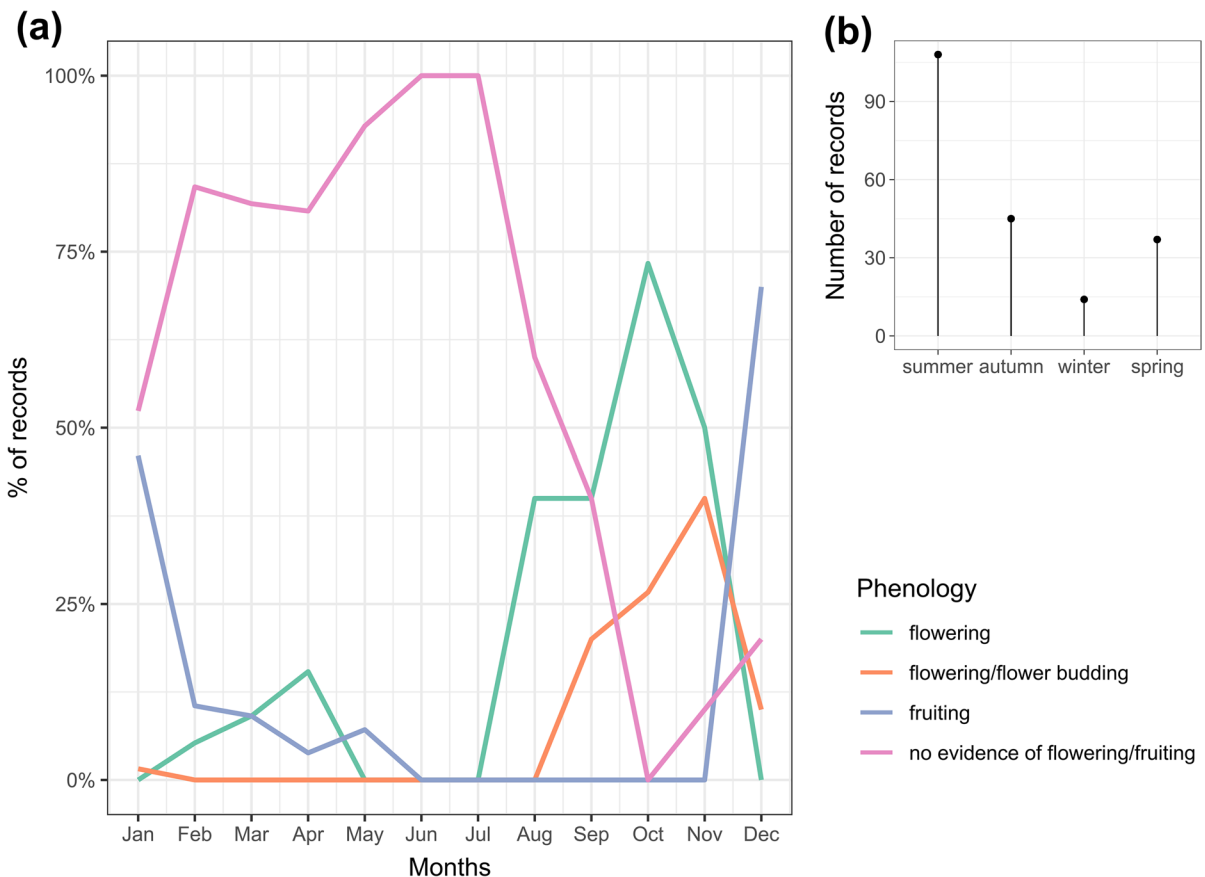 (a)
100%
75%
50%
25%
0%
% of records
Jan Feb Mar Apr May Jun Jul Aug Sep Oct Nov Dec
Months
(b)
90
60
30
0
Number of records
summer autumn winter spring
Phenology
flowering
flowering/flower budding
fruiting
no evidence of flowering/fruiting